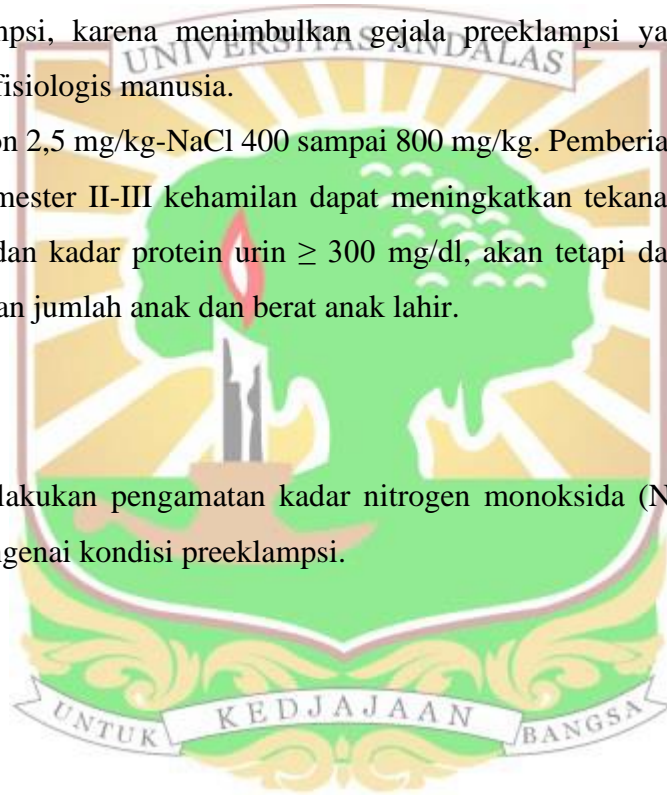 mpsi, karena menimbulkan gejala preeklampsi ya
UNIVERSITAS ANDALAS
fisiologis manusia.
on 2,5 mg/kg-NaCl 400 sampai 800 mg/kg. Pemberia
mester II-III kehamilan dapat meningkatkan tekana
dan kadar protein urin ≥ 300 mg/dl, akan tetapi da
an jumlah anak dan berat anak lahir.
lakukan pengamatan kadar nitrogen monoksida (N
ngenai kondisi preeklampsi.
UNTUK KEDJAJAAN BANGSA